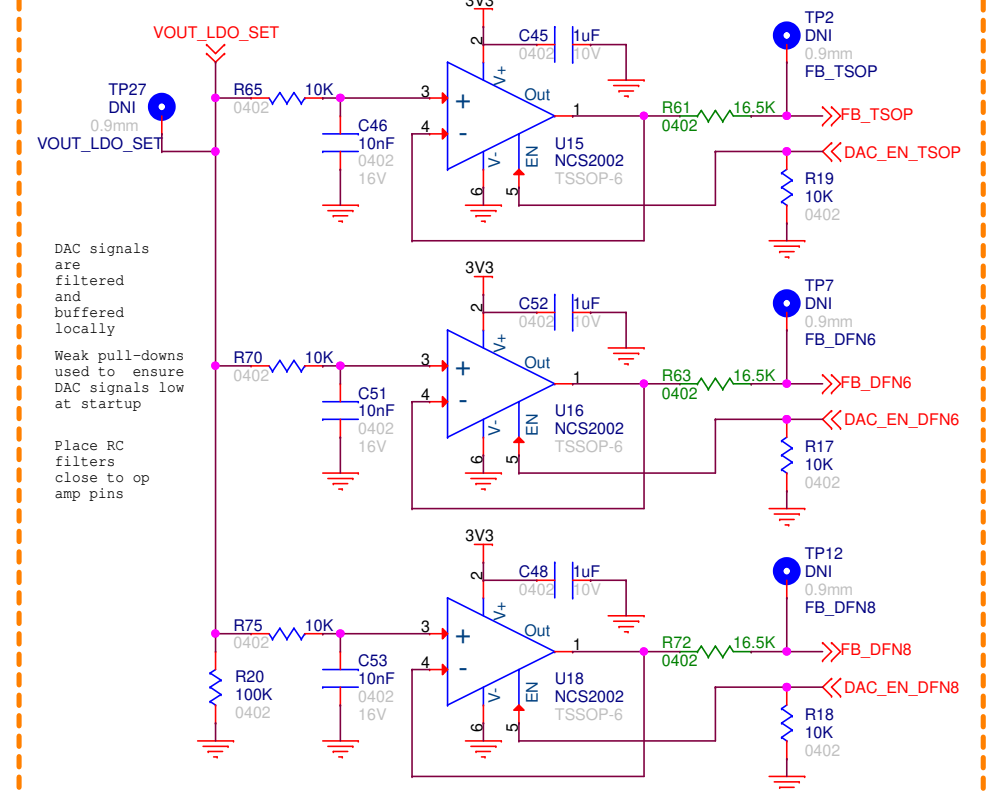 3V3
VOUT_LDO_SET
TP27
DNI
0.9mm
VOUT_LDO_SET
R65
10K
0402
C46
10nF
0402
16V
2
C45
1uF
0402
10V
V+
3
+
4
-
Out
1
V-
EN
6
5
U15
NCS2002
TSSOP-6
R61
16.5K
0402
TP2
DNI
0.9mm
FB_TSOP
FB_TSOP
DAC_EN_TSOP
R19
10K
0402
DAC signals
are
filtered
and
buffered
locally
Weak pull-downs
used to  ensure
DAC signals low
at startup
Place RC
filters
close to op
amp pins
3V3
R70
10K
0402
C51
10nF
0402
16V
2
C52
1uF
0402
10V
V+
3
+
4
-
Out
1
V-
EN
6
5
U16
NCS2002
TSSOP-6
R63
16.5K
0402
TP7
DNI
0.9mm
FB_DFN6
FB_DFN6
DAC_EN_DFN6
R17
10K
0402
3V3
R75
10K
0402
R20
100K
0402
C53
10nF
0402
16V
2
C48
1uF
0402
10V
V+
3
+
4
-
Out
1
V-
EN
6
5
U18
NCS2002
TSSOP-6
R72
16.5K
0402
TP12
DNI
0.9mm
FB_DFN8
FB_DFN8
DAC_EN_DFN8
R18
10K
0402